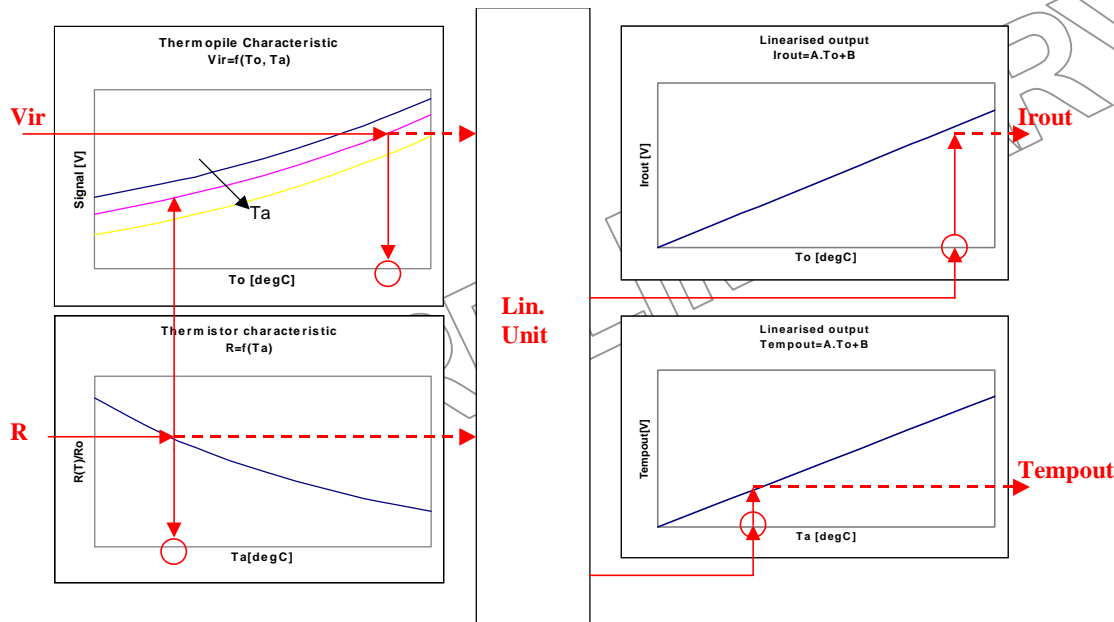 Thermopile Characteristic
Vir=f(To, Ta)
Vir
Signal [V]
Ta
To [degC]
Thermistor characteristic
R=f(Ta)
R
R(T)/Ro
Ta[degC]
Lin.
Unit
Linearised output
Irout=A.To+B
Irout
Irout [V]
To [degC]
Linearised output
Tempout=A.To+B
Tempout[V]
Tempout
Ta [degC]